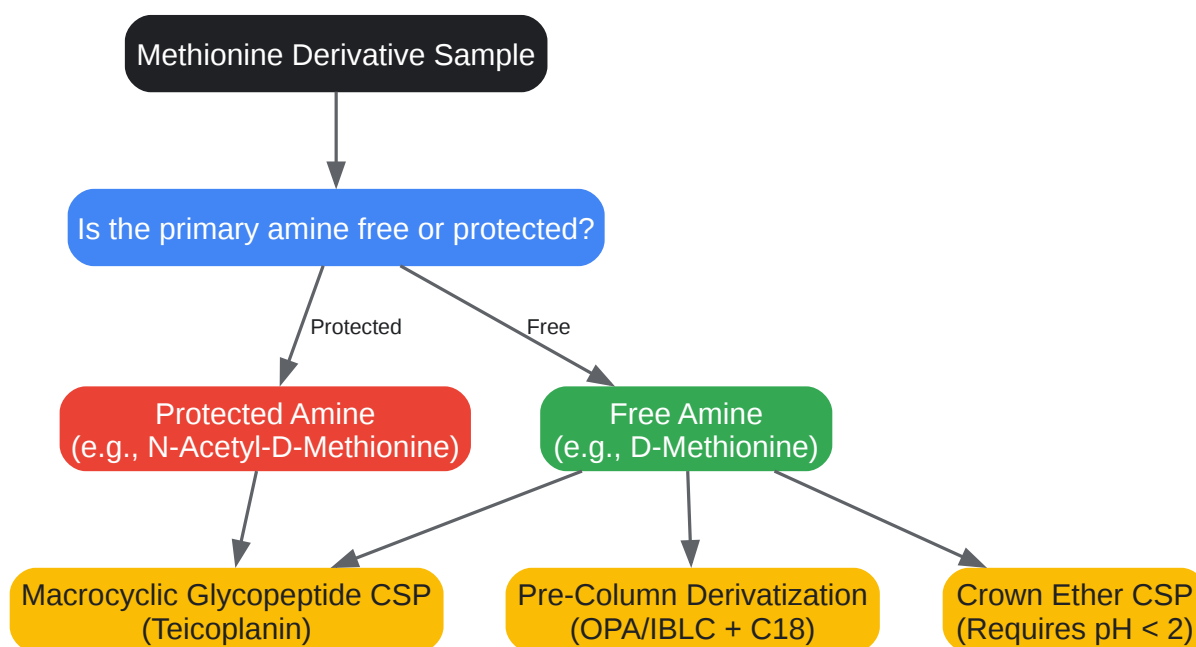 Methionine Derivative Sample
Is the primary amine free or protected?
Protected
Free
Protected Amine
(e.g., N-Acetyl-D-Methionine)
Free Amine
(e.g., D-Methionine)
Macrocyclic Glycopeptide CSP
(Teicoplanin)
Pre-Column Derivatization
(OPA/IBLC + C18)
Crown Ether CSP
(Requires pH < 2)